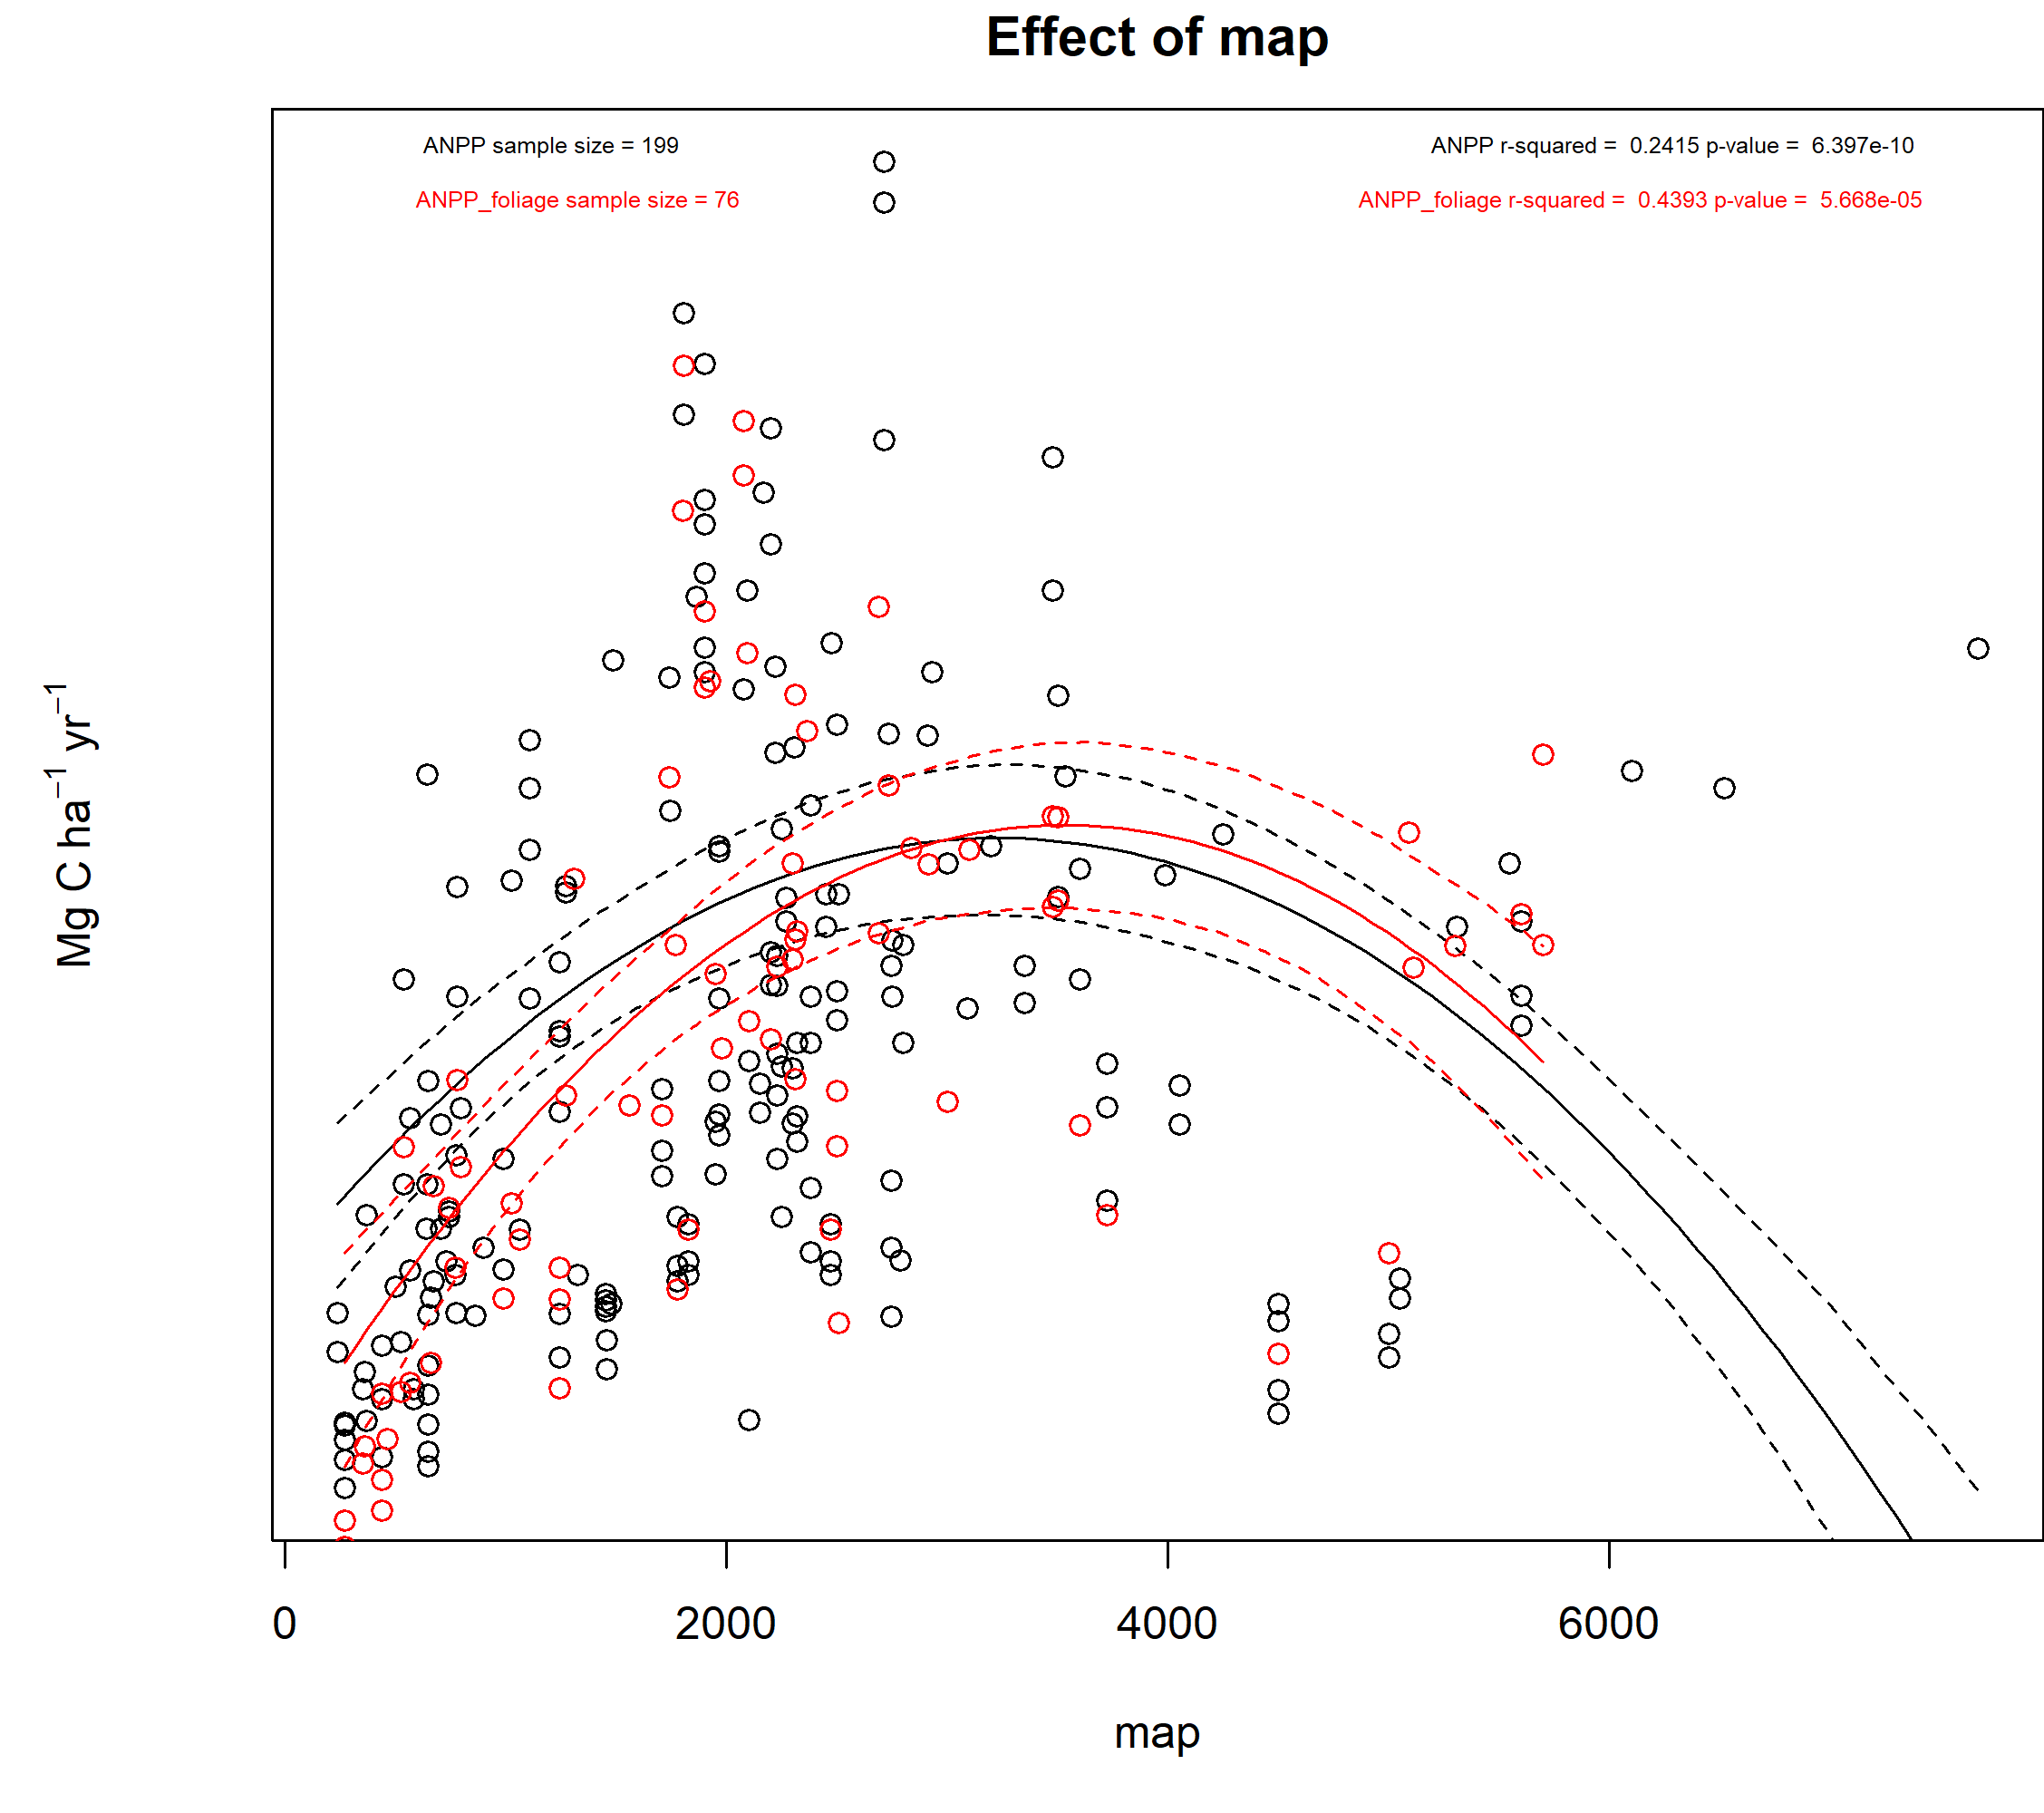 Effect of map
ANPP sample size = 199
ANPP r-squared = 0.2415 p-value = 6.397e-10
ANPP_foliage sample size = 76
ANPP_foliage r-squared = 0.4393 p-value = 5.668e-05
Mg C ha⁻¹ yr⁻¹
0 2000 4000 6000
map